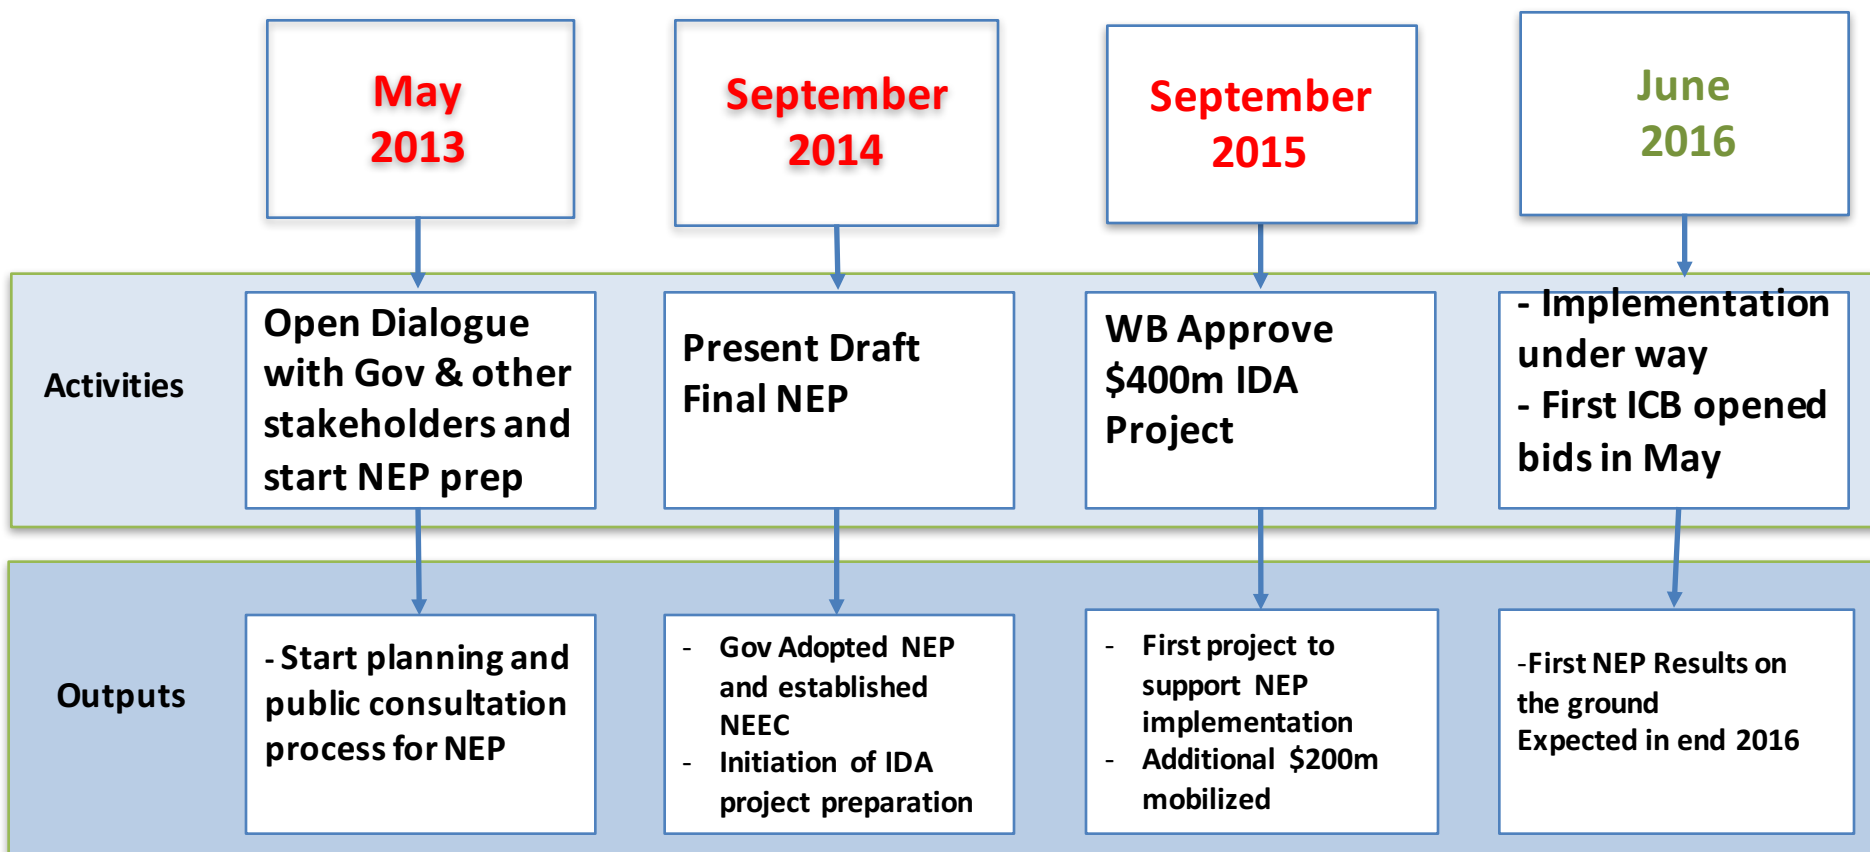 May
2013
September
2014
September
2015
June
2016
Activities
Open Dialogue
with Gov & other
stakeholders and
start NEP prep
Present Draft
Final NEP
WB Approve
$400m IDA
Project
- Implementation
under way
- First ICB opened
bids in May
Outputs
- Start planning and
public consultation
process for NEP
- Gov Adopted NEP
and established
NEEC
- Initiation of IDA
project preparation
- First project to
support NEP
implementation
- Additional $200m
mobilized
-First NEP Results on
the ground
Expected in end 2016